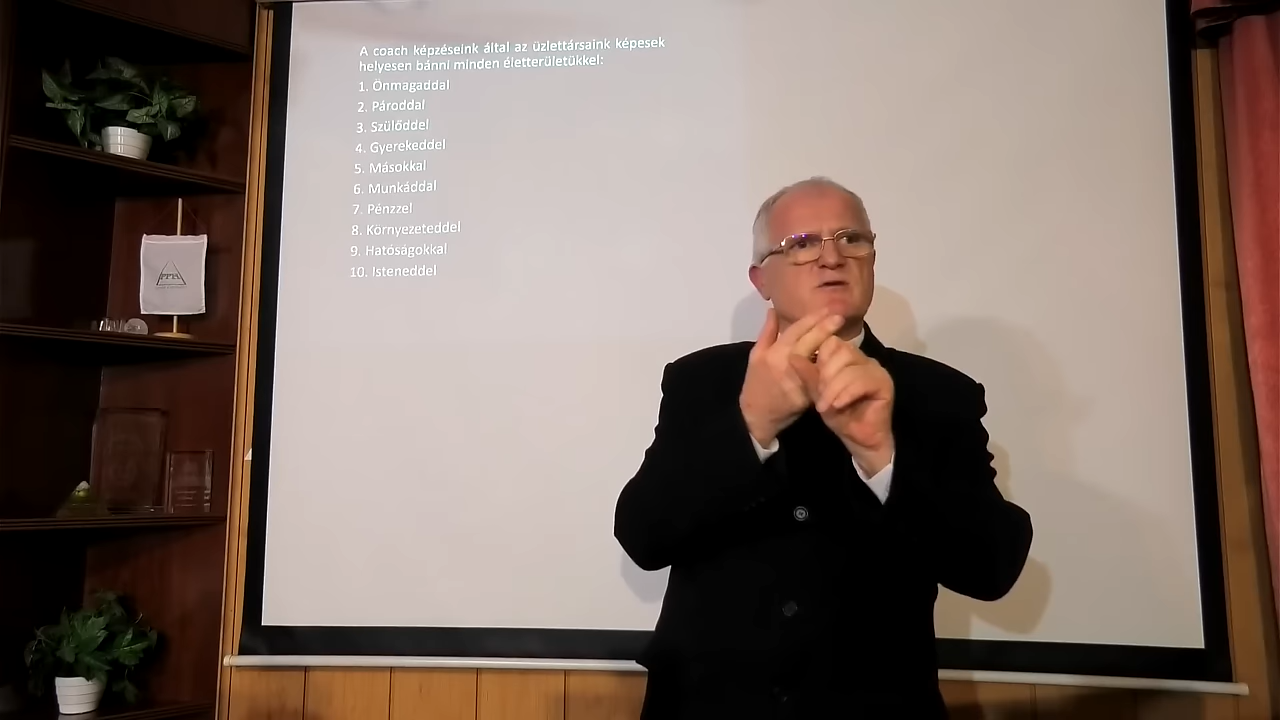 A coach képzéseink által az üzlettársaink képesek
helyesen bánni minden életterületükkel:
1. Önmagaddal
2. Pároddal
3. Szülőddel
4. Gyerekeddel
5. Másokkal
6. Munkáddal
7. Pénzzel
8. Környezeteddel
9. Hatóságokkal
10. Isteneddel